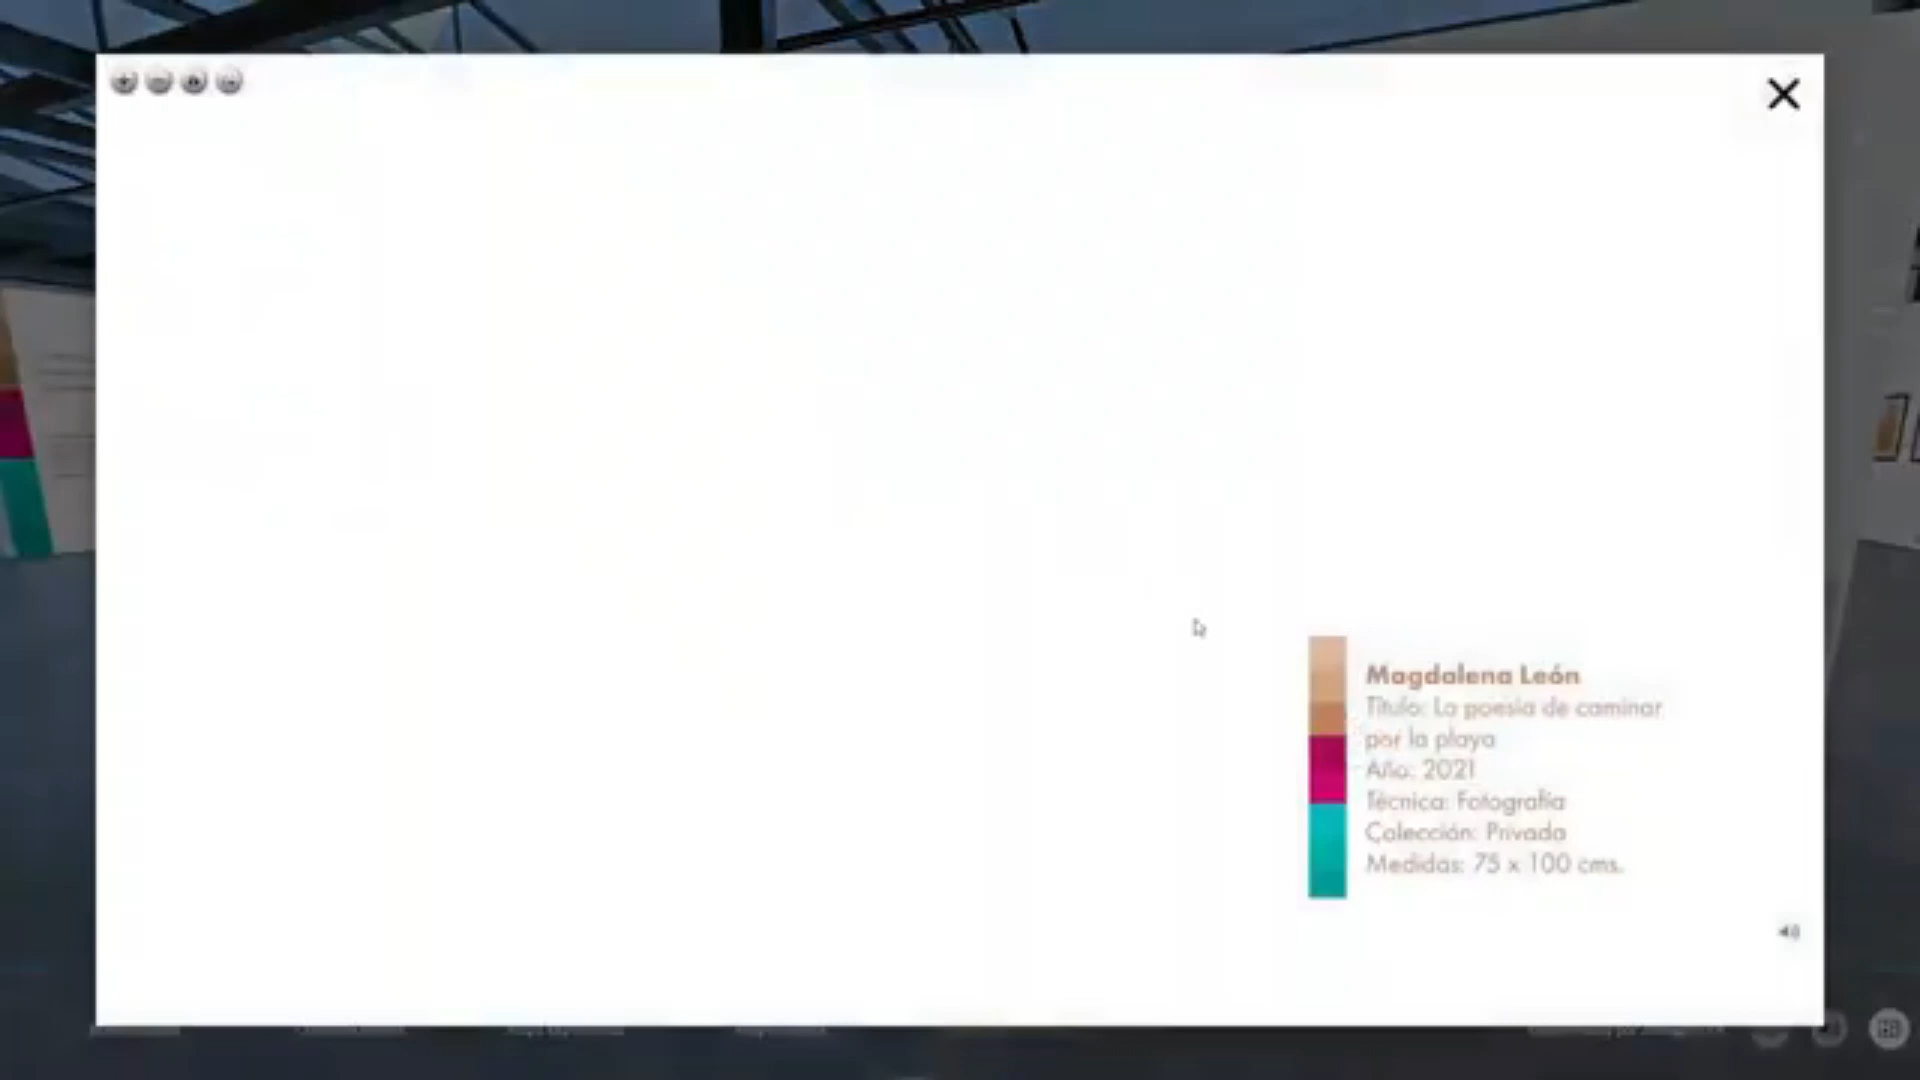 Magdalena León
Título: La poesía de caminar
por la playa
Año: 2021
Técnica: Fotografía
Colección: Privada
Medidas: 75 x 100 cms.